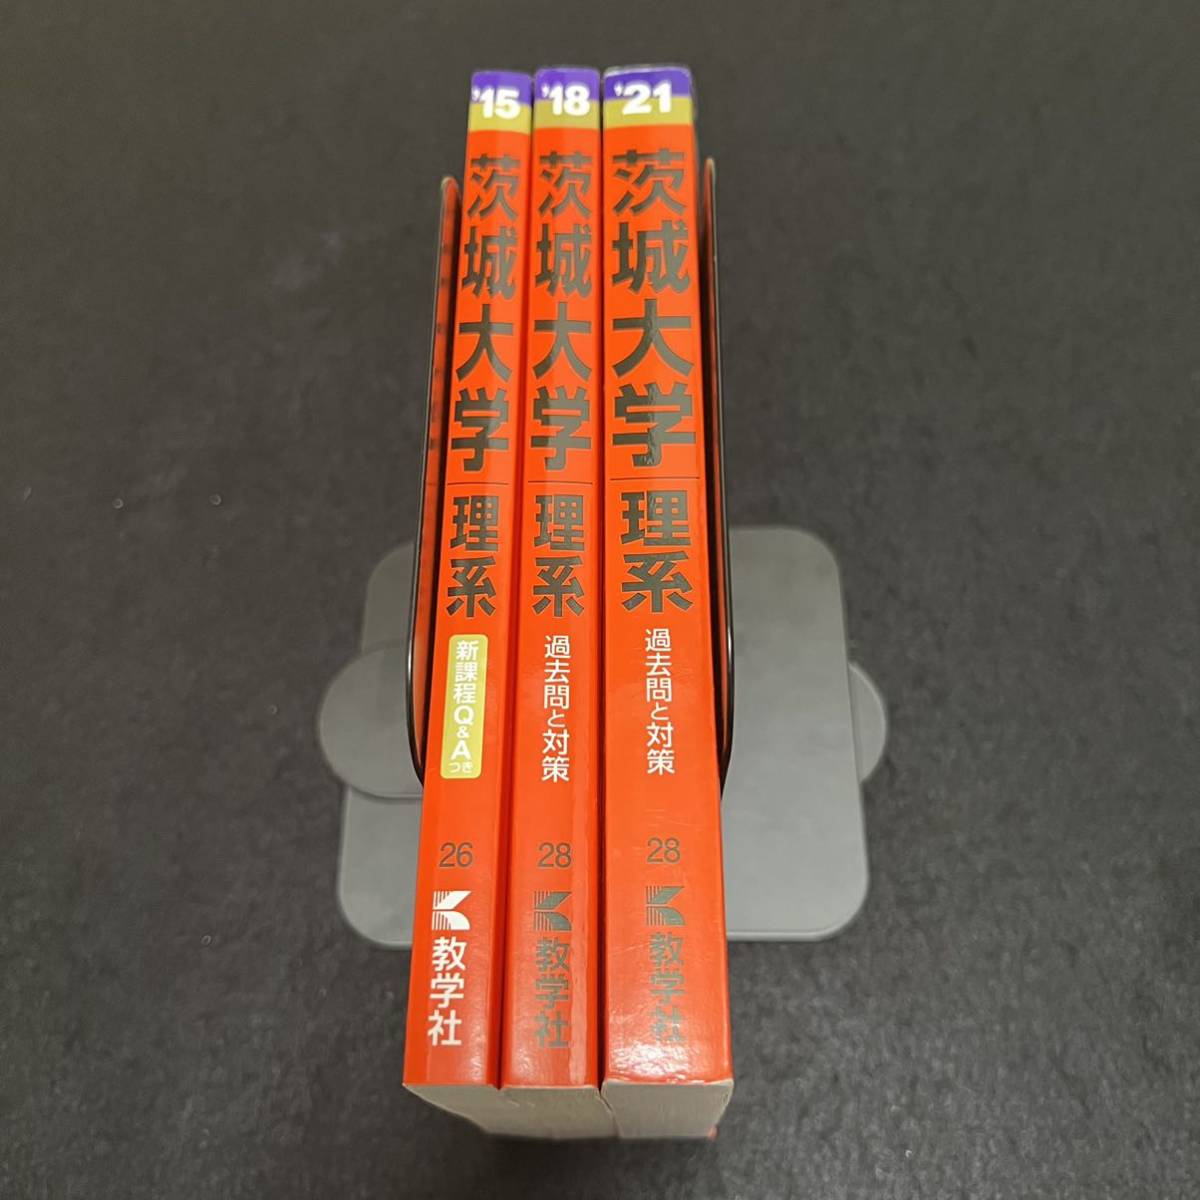 '15
茨城大学
理系
新課程Q&Aつき
26
教学社
'18
茨城大学
理系
過去問と対策
28
教学社
'21
茨城大学
理系
過去問と対策
28
教学社